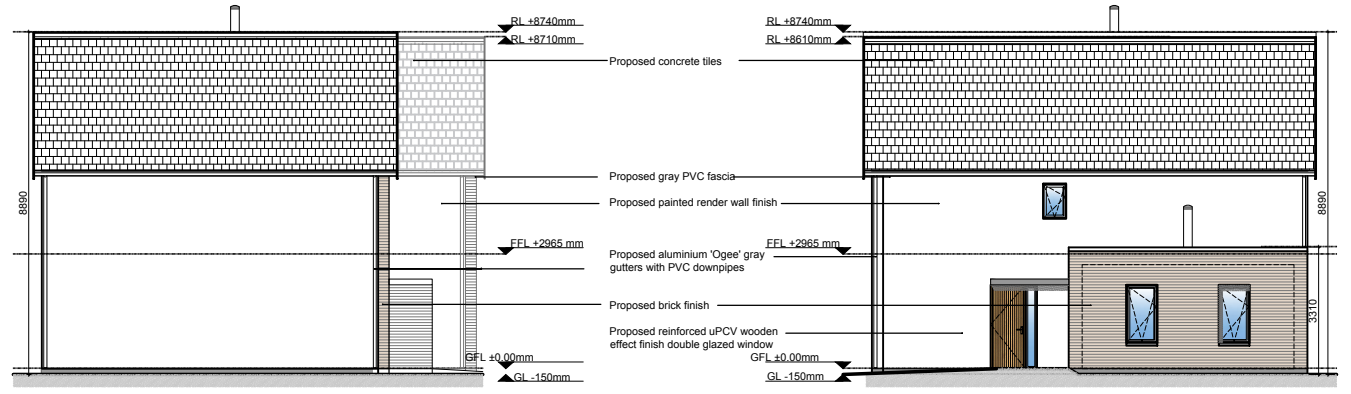 RL +8740mm
RL +8710mm
8890
FFL +2965 mm
GFL ±0.00mm
GL -150mm
Proposed concrete tiles
Proposed gray PVC fascia
Proposed painted render wall finish
Proposed aluminium 'Ogee' gray
gutters with PVC downpipes
Proposed brick finish
Proposed reinforced uPCV wooden
effect finish double glazed window
RL +8740mm
RL +8610mm
FFL +2965 mm
GFL ±0.00mm
GL -150mm
8890
3310